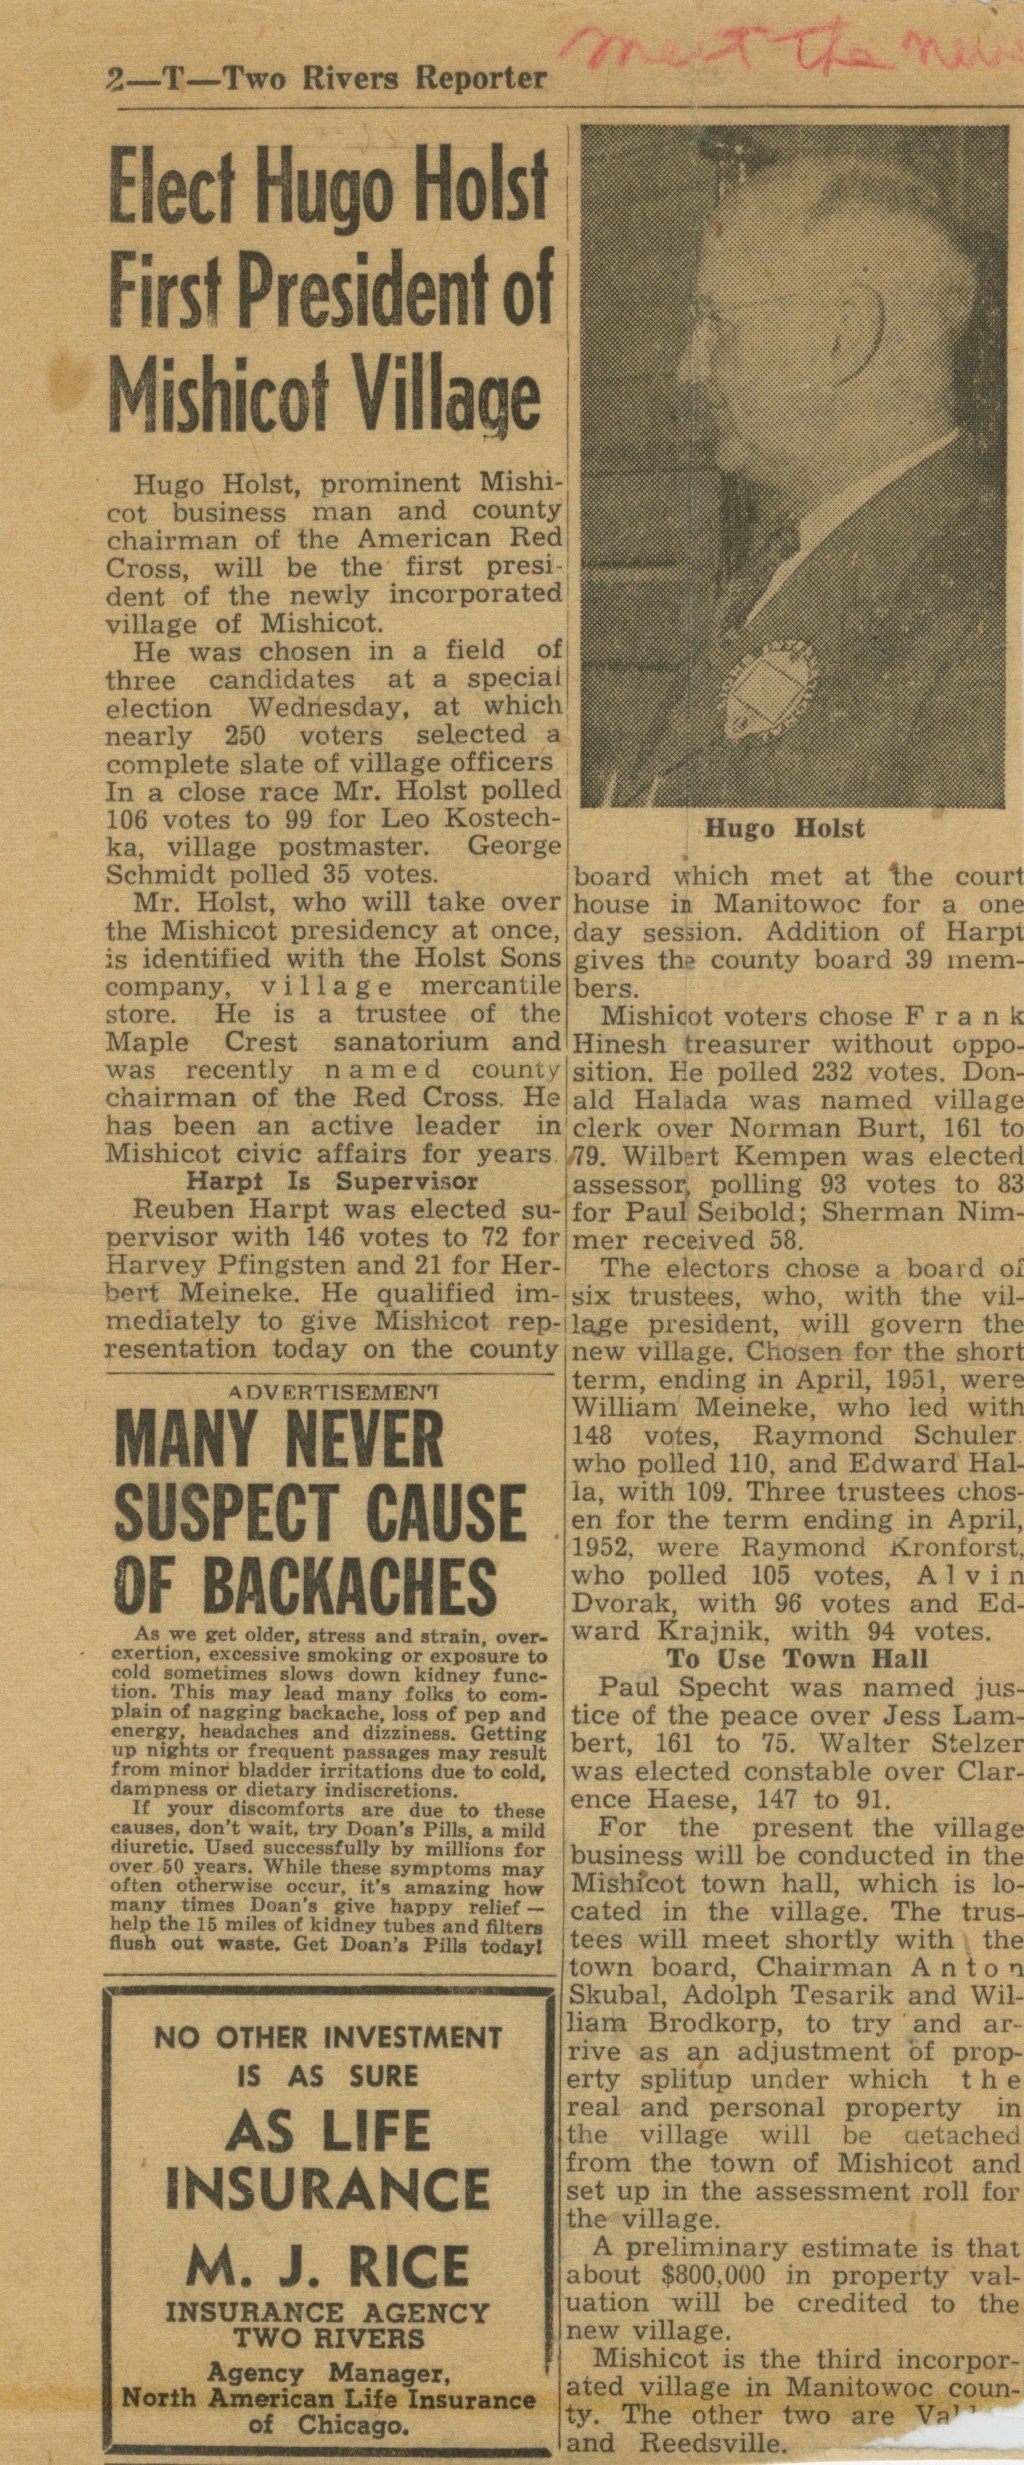 Meet The New
2—T—Two Rivers Reporter
Elect Hugo Holst
First President of
Mishicot Village
Hugo Holst, prominent Mishi-
cot business man and county
chairman of the American Red
Cross, will be the first presi-
dent of the newly incorporated
village of Mishicot.
He was chosen in a field of
three candidates at a special
election Wednesday, at which
nearly 250 voters selected a
complete slate of village officers
In a close race Mr. Holst polled
106 votes to 99 for Leo Kostech-
ka, village postmaster. George
Schmidt polled 35 votes.
Mr. Holst, who will take over
the Mishicot presidency at once,
is identified with the Holst Sons
company, village mercantile
store. He is a trustee of the
Maple Crest sanatorium and
was recently named county
chairman of the Red Cross. He
has been an active leader in
Mishicot civic affairs for years.
Harpt Is Supervisor
Reuben Harpt was elected su-
pervisor with 146 votes to 72 for
Harvey Pfingsten and 21 for Her-
bert Meineke. He qualified im-
mediately to give Mishicot rep-
resentation today on the county
ADVERTISEMENT
MANY NEVER
SUSPECT CAUSE
OF BACKACHES
As we get older, stress and strain, over-
exertion, excessive smoking or exposure to
cold sometimes slows down kidney func-
tion. This may lead many folks to com-
plain of nagging backache, loss of pep and
energy, headaches and dizziness. Getting
up nights or frequent passages may result
from minor bladder irritations due to cold,
dampness or dietary indiscretions.
If your discomforts are due to these
causes, don't wait, try Doan's Pills, a mild
diuretic. Used successfully by millions for
over 50 years. While these symptoms may
often otherwise occur, it's amazing how
many times Doan's give happy relief—
help the 15 miles of kidney tubes and filters
flush out waste. Get Doan's Pills today!
NO OTHER INVESTMENT
IS AS SURE
AS LIFE
INSURANCE
M. J. RICE
INSURANCE AGENCY
TWO RIVERS
Agency Manager,
North American Life Insurance
of Chicago.
Hugo Holst
board which met at the court
house in Manitowoc for a one
day session. Addition of Harpt
gives the county board 39 mem-
bers.
Mishicot voters chose Frank
Hinesh treasurer without oppo-
sition. He polled 232 votes. Don-
ald Halada was named village
clerk over Norman Burt, 161 to
79. Wilbert Kempen was elected
assessor, polling 93 votes to 83
for Paul Seibold; Sherman Nim-
mer received 58.
The electors chose a board of
six trustees, who, with the vil-
lage president, will govern the
new village. Chosen for the short
term, ending in April, 1951, were
William Meineke, who led with
148 votes, Raymond Schuler
who polled 110, and Edward Hal-
la, with 109. Three trustees chos-
en for the term ending in April,
1952, were Raymond Kronforst,
who polled 105 votes, Alvin
Dvorak, with 96 votes and Ed-
ward Krajnik, with 94 votes.
To Use Town Hall
Paul Specht was named jus-
tice of the peace over Jess Lam-
bert, 161 to 75. Walter Stelzer
was elected constable over Clar-
ence Haese, 147 to 91.
For the present the village
business will be conducted in the
Mishicot town hall, which is lo-
cated in the village. The trus-
tees will meet shortly with the
town board, Chairman Anton
Skubal, Adolph Tesarik and Wil-
liam Brodkorp, to try and ar-
rive as an adjustment of prop-
erty splitup under which the
real and personal property in
the village will be detached
from the town of Mishicot and
set up in the assessment roll for
the village.
A preliminary estimate is that
about $800,000 in property val-
uation will be credited to the
new village.
Mishicot is the third incorpor-
ated village in Manitowoc coun-
ty. The other two are
and Reedsville.